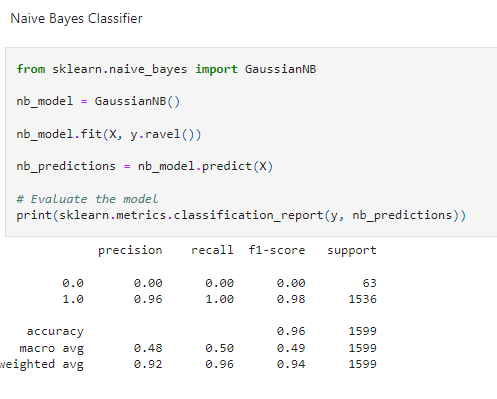 Naive Bayes Classifier
from sklearn.naive_bayes import GaussianNB
nb_model = GaussianNB()
nb_model.fit(X, y.ravel())
nb_predictions = nb_model.predict(X)
# Evaluate the model
print(sklearn.metrics.classification_report(y, nb_predictions))
precision recall f1-score support
0.0 0.00 0.00 0.00 63
1.0 0.96 1.00 0.98 1536
accuracy 0.96 1599
macro avg 0.48 0.50 0.49 1599
weighted avg 0.92 0.96 0.94 1599